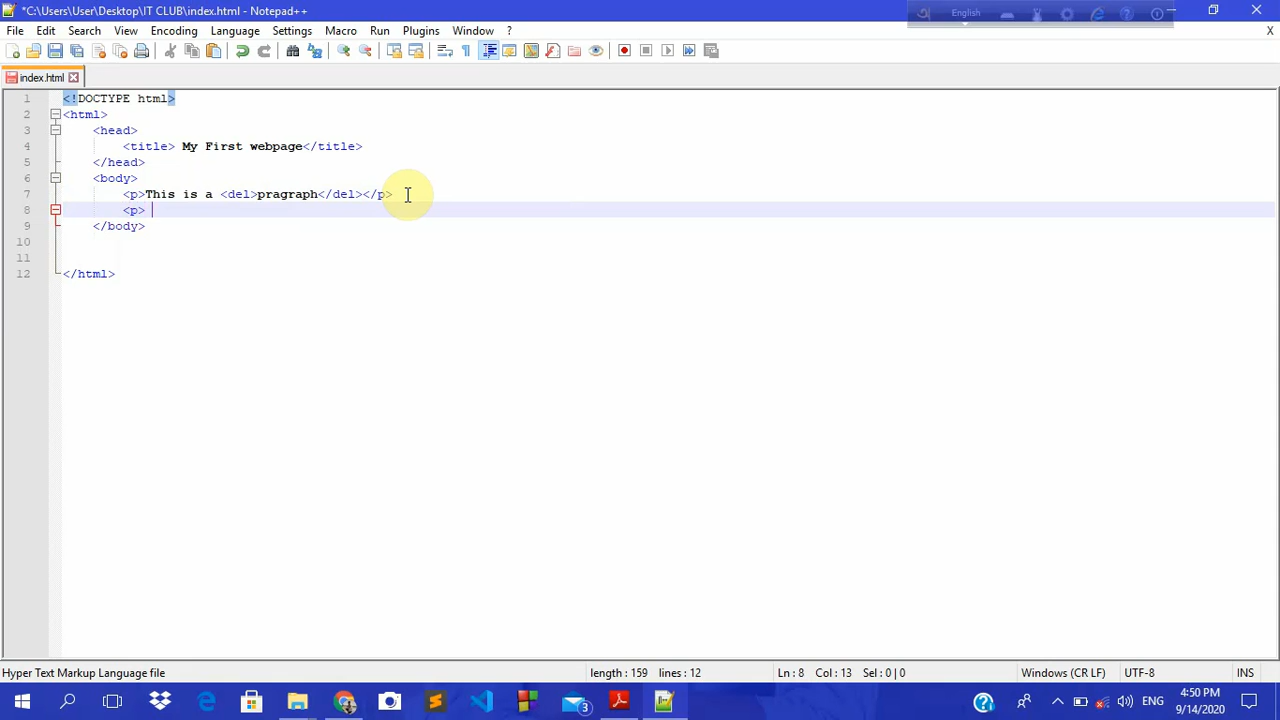 *C:\Users\User\Desktop\IT CLUB\index.html - Notepad++
English
File Edit Search View Encoding Language Settings Macro Run Plugins Window ? X
index.html
1 <!DOCTYPE html>
2 <html>
3 <head>
4 <title> My First webpage</title>
5 </head>
6 <body>
7 <p>This is a <del>pragraph</del></p>
8 <p>
9 </body>
10
11
12 </html>
Hyper Text Markup Language file length : 159 lines : 12 Ln : 8 Col : 13 Sel : 0 | 0 Windows (CR LF) UTF-8 INS
3 ENG 4:50 PM
9/14/2020